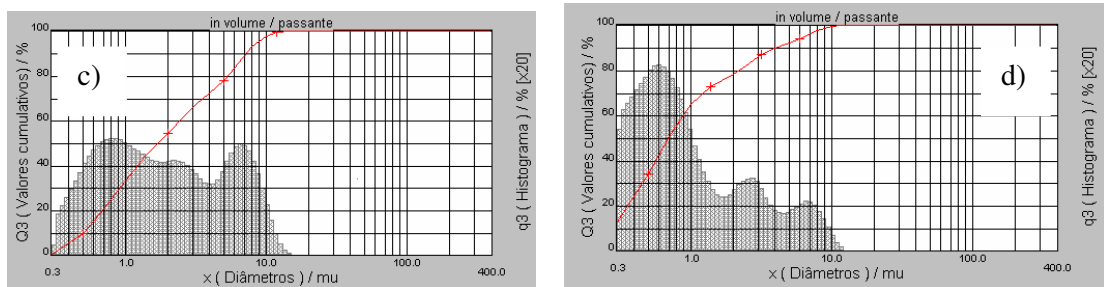 in volume / passante
c)
Q3 ( Valores cumulativos) / %
q3 ( Histograma ) / % [x20]
100
80
60
40
20
0
0.3
1.0
10.0
100.0
400.0
x ( Diâmetros ) / mu
in volume / passante
d)
Q3 ( Valores cumulativos) / %
q3 ( Histograma ) / % [x20]
100
80
60
40
20
0
0.3
1.0
10.0
100.0
400.0
x ( Diâmetros ) / mu